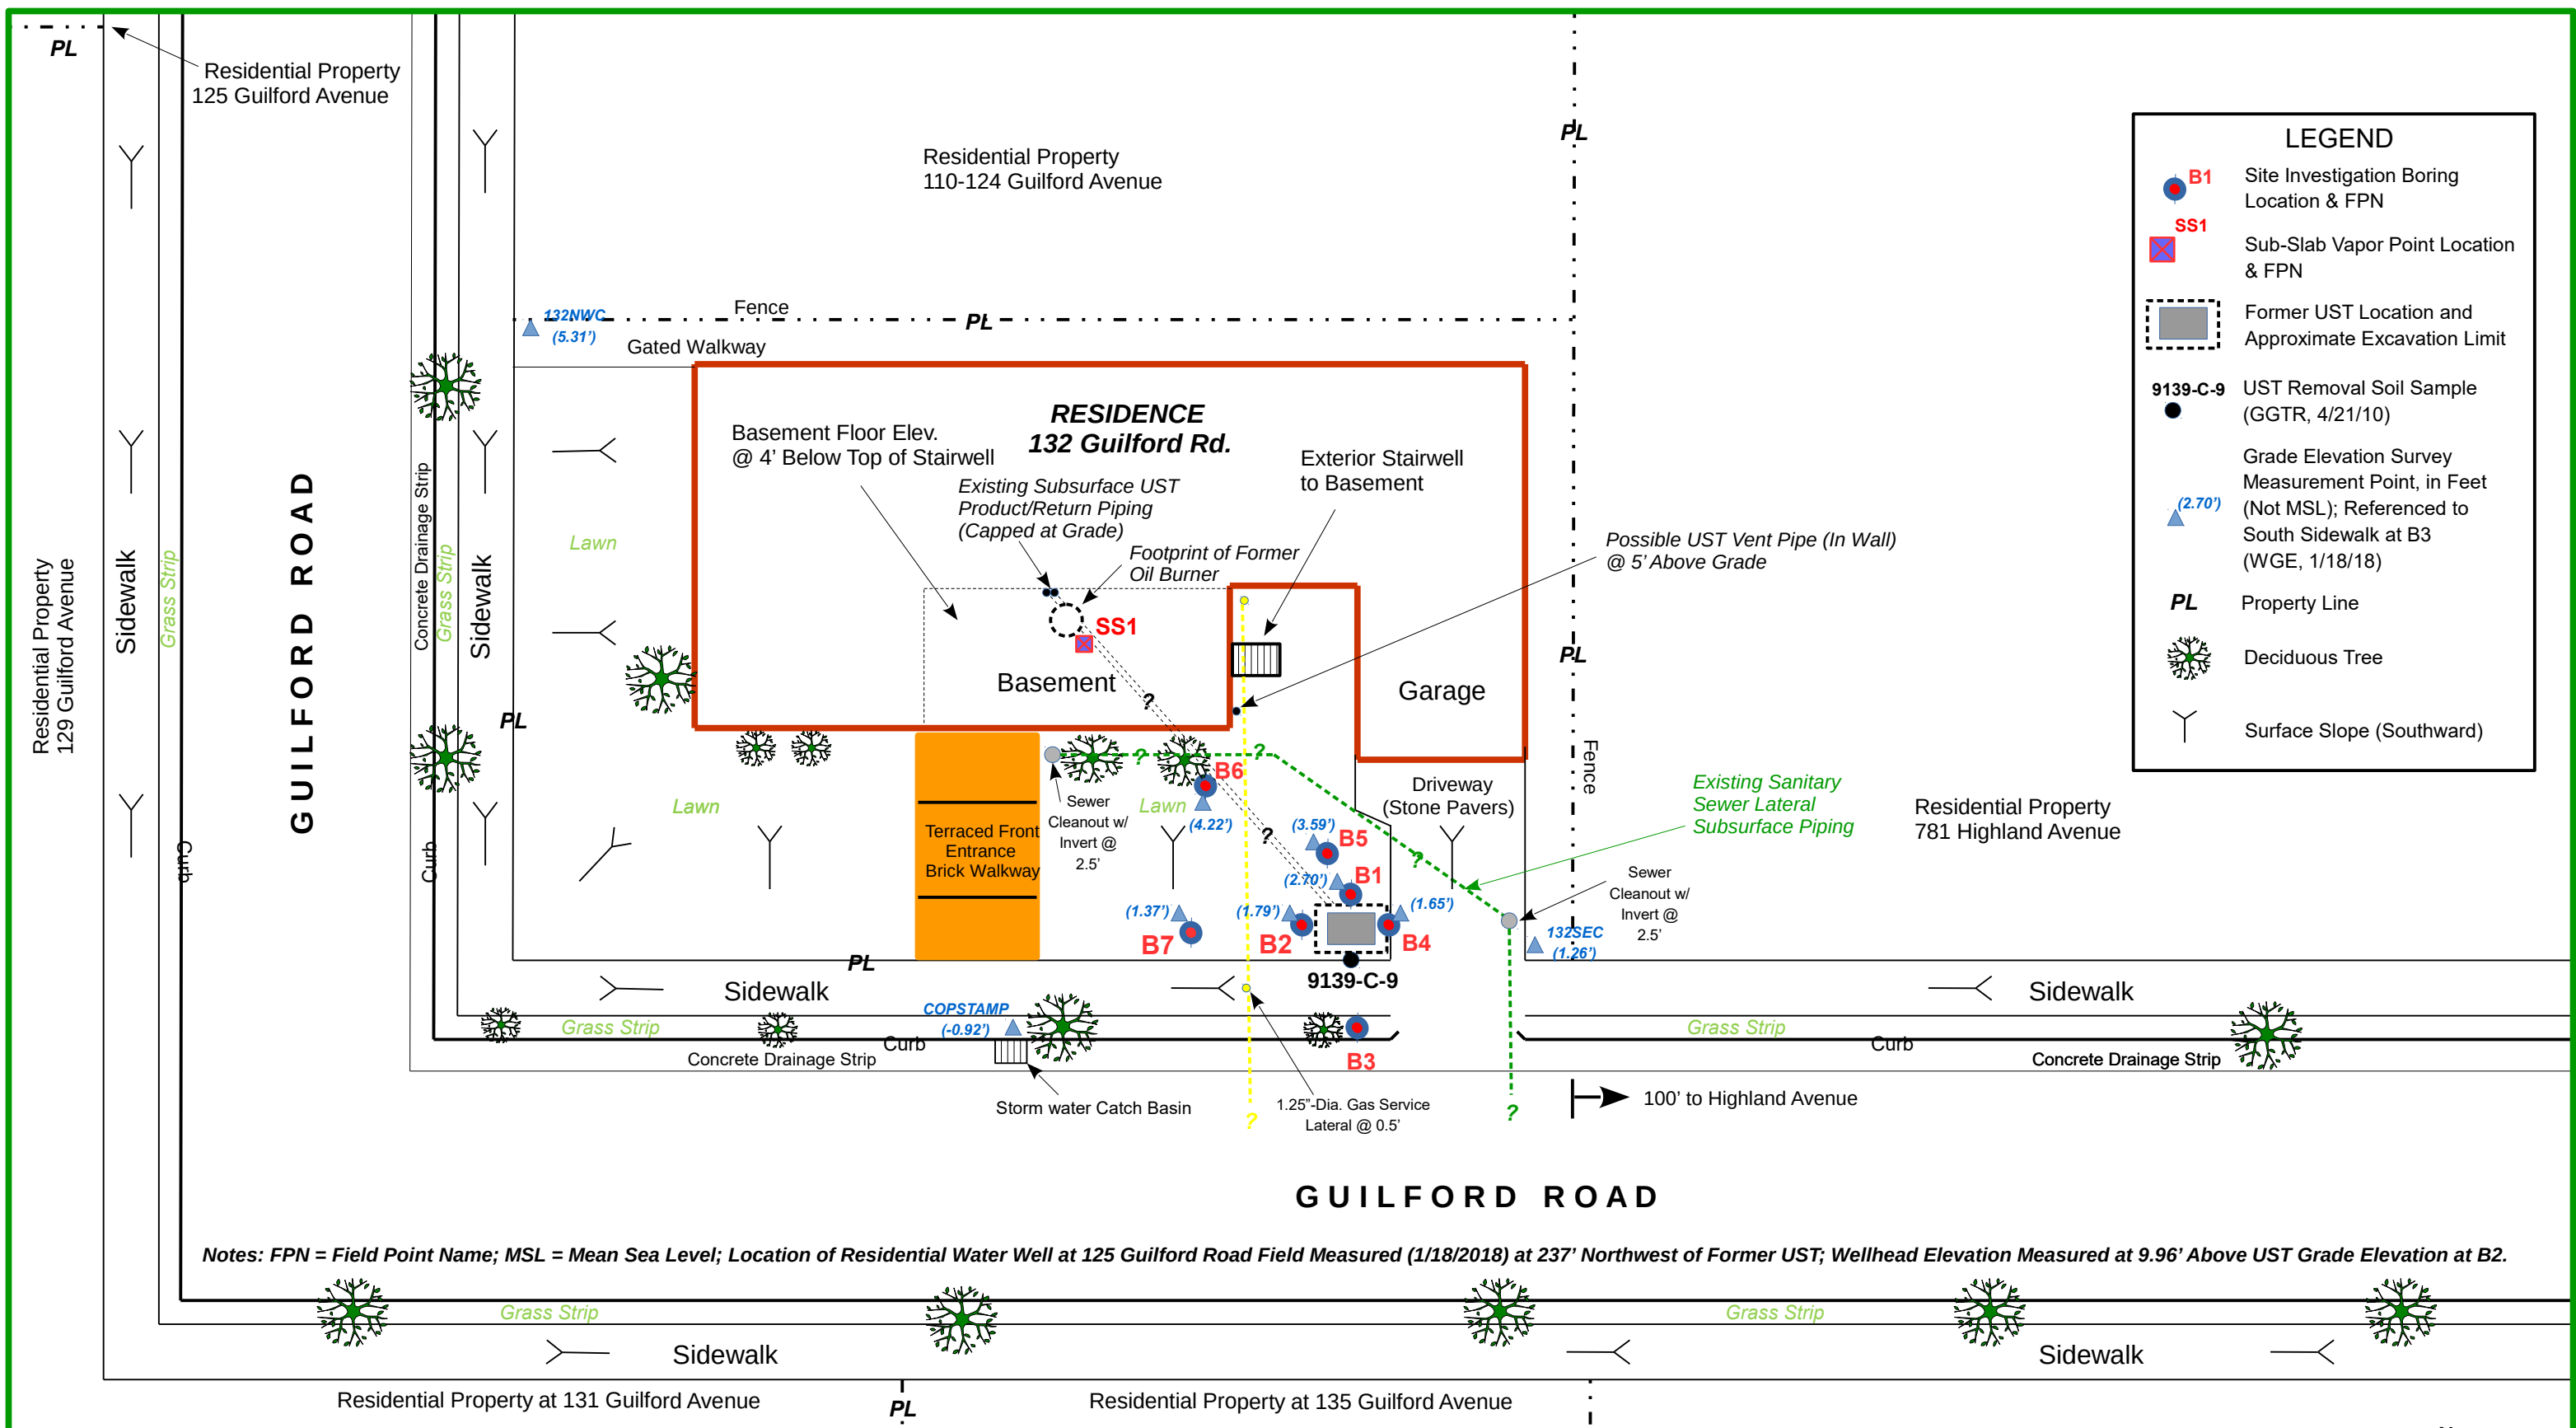 PL
Residential Property
125 Guilford Avenue
Residential Property
110-124 Guilford Avenue
PL
LEGEND
B1
Site Investigation Boring
Location & FPN
SS1
Sub-Slab Vapor Point Location
& FPN
Former UST Location and
Approximate Excavation Limit
9139-C-9
UST Removal Soil Sample
(GGTR, 4/21/10)
(2.70’)
Grade Elevation Survey
Measurement Point, in Feet
(Not MSL); Referenced to
South Sidewalk at B3
(WGE, 1/18/18)
PL
Property Line
Deciduous Tree
Surface Slope (Southward)
132NWC
(5.31’)
Fence
PL
Gated Walkway
RESIDENCE
132 Guilford Rd.
Basement Floor Elev.
@ 4’ Below Top of Stairwell
Existing Subsurface UST
Product/Return Piping
(Capped at Grade)
Exterior Stairwell
to Basement
Footprint of Former
Oil Burner
Possible UST Vent Pipe (In Wall)
@ 5’ Above Grade
SS1
Basement
?
Garage
PL
Residential Property
129 Guilford Avenue
Sidewalk
Grass Strip
Curb
GUILFORD ROAD
Concrete Drainage Strip
Grass Strip
Curb
Sidewalk
Lawn
PL
Lawn
Terraced Front
Entrance
Brick Walkway
?
?
Sewer
Cleanout w/
Invert @
2.5’
Lawn
B6
(4.22’)
?
(3.59’)
B5
(2.70’)
B1
(1.37’)
B7
(1.79’)
B2
(1.65’)
B4
9139-C-9
Driveway
(Stone Pavers)
?
Fence
Existing Sanitary
Sewer Lateral
Subsurface Piping
Residential Property
781 Highland Avenue
Sewer
Cleanout w/
Invert @
2.5’
132SEC
(1.26’)
PL
Sidewalk
Sidewalk
COPSTAMP
(-0.92’)
Grass Strip
Curb
Concrete Drainage Strip
B3
Grass Strip
Curb
Concrete Drainage Strip
Storm water Catch Basin
?
1.25”-Dia. Gas Service
Lateral @ 0.5’
?
100’ to Highland Avenue
GUILFORD ROAD
Notes: FPN = Field Point Name; MSL = Mean Sea Level; Location of Residential Water Well at 125 Guilford Road Field Measured (1/18/2018) at 237’ Northwest of Former UST; Wellhead Elevation Measured at 9.96’ Above UST Grade Elevation at B2.
Grass Strip
Grass Strip
Sidewalk
Sidewalk
Residential Property at 131 Guilford Avenue
PL
Residential Property at 135 Guilford Avenue